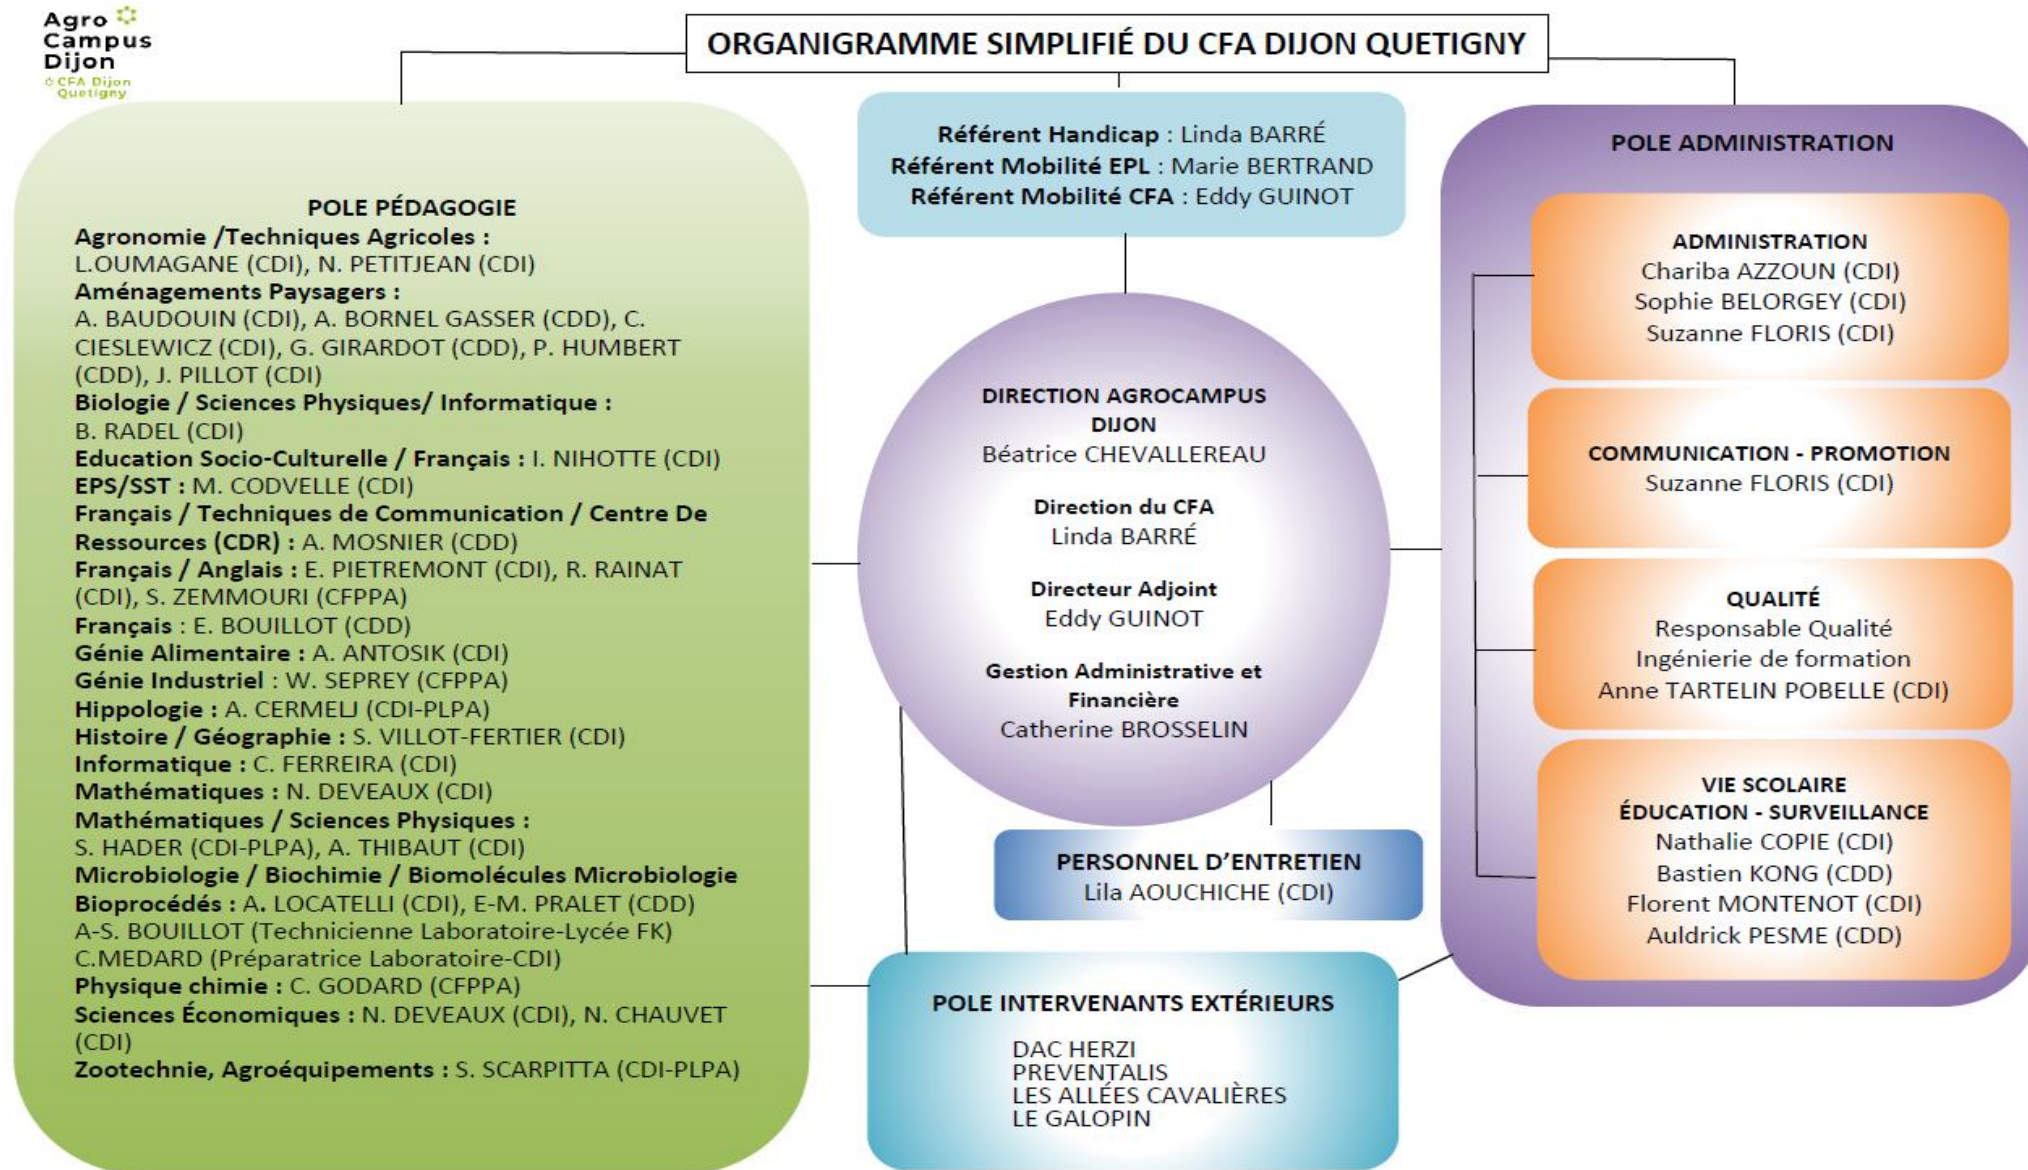 Agro
Campus
Dijon
CFA Dijon
Quetigny
ORGANIGRAMME SIMPLIFIÉ DU CFA DIJON QUETIGNY
POLE PÉDAGOGIE
Agronomie /Techniques Agricoles :
L.OUMAGANE (CDI), N. PETITJEAN (CDI)
Aménagements Paysagers :
A. BAUDOUIN (CDI), A. BORNEL GASSER (CDD), C.
CIESLEWICZ (CDI), G. GIRARDOT (CDD), P. HUMBERT
(CDD), J. PILLOT (CDI)
Biologie / Sciences Physiques/ Informatique :
B. RADEL (CDI)
Education Socio-Culturelle / Français : I. NIHOTTE (CDI)
EPS/SST : M. CODVELLE (CDI)
Français / Techniques de Communication / Centre De
Ressources (CDR) : A. MOSNIER (CDD)
Français / Anglais : E. PIETREMONT (CDI), R. RAINAT
(CDI), S. ZEMMOURI (CFPPA)
Français : E. BOUILLOT (CDD)
Génie Alimentaire : A. ANTOSIK (CDI)
Génie Industriel : W. SEPREY (CFPPA)
Hippologie : A. CERMELJ (CDI-PLPA)
Histoire / Géographie : S. VILLOT-FERTIER (CDI)
Informatique : C. FERREIRA (CDI)
Mathématiques : N. DEVEAUX (CDI)
Mathématiques / Sciences Physiques :
S. HADER (CDI-PLPA), A. THIBAUT (CDI)
Microbiologie / Biochimie / Biomolécules Microbiologie
Bioprocédés : A. LOCATELLI (CDI), E-M. PRALET (CDD)
A-S. BOUILLOT (Technicienne Laboratoire-Lycée FK)
C.MEDARD (Préparatrice Laboratoire-CDI)
Physique chimie : C. GODARD (CFPPA)
Sciences Économiques : N. DEVEAUX (CDI), N. CHAUVET
(CDI)
Zootechnie, Agroéquipements : S. SCARPITTA (CDI-PLPA)
Référent Handicap : Linda BARRÉ
Référent Mobilité EPL : Marie BERTRAND
Référent Mobilité CFA : Eddy GUINOT
DIRECTION AGROCAMPUS
DIJON
Béatrice CHEVALLEREAU
Direction du CFA
Linda BARRÉ
Directeur Adjoint
Eddy GUINOT
Gestion Administrative et
Financière
Catherine BROSSELIN
PERSONNEL D’ENTRETIEN
Lila AOUCHICHE (CDI)
POLE INTERVENANTS EXTÉRIEURS
DAC HERZI
PREVENTALIS
LES ALLÉES CAVALIÈRES
LE GALOPIN
POLE ADMINISTRATION
ADMINISTRATION
Chariba AZZOUN (CDI)
Sophie BELORGEY (CDI)
Suzanne FLORIS (CDI)
COMMUNICATION - PROMOTION
Suzanne FLORIS (CDI)
QUALITÉ
Responsable Qualité
Ingénierie de formation
Anne TARTELIN POBELLE (CDI)
VIE SCOLAIRE
ÉDUCATION - SURVEILLANCE
Nathalie COPIE (CDI)
Bastien KONG (CDD)
Florent MONTENOT (CDI)
Auldrick PESME (CDD)